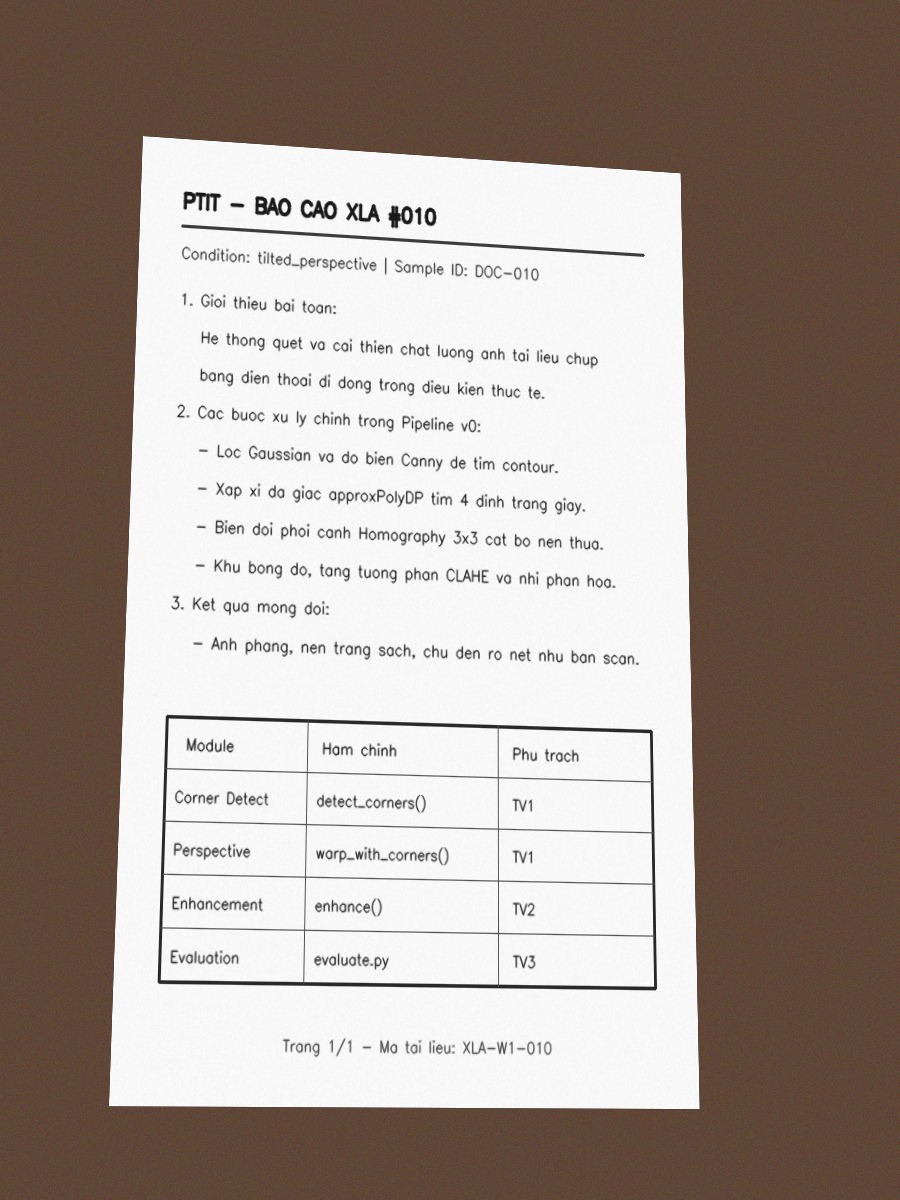 PTIT - BAO CAO XLA #010
Condition: tilted_perspective | Sample ID: DOC-010
1. Gioi thieu bai toan:
He thong quet va cai thien chat luong anh tai lieu chup
bang dien thoai di dong trong dieu kien thuc te.
2. Cac buoc xu ly chinh trong Pipeline v0:
- Loc Gaussian va do bien Canny de tim contour.
- Xap xi da giac approxPolyDP tim 4 dinh trang giay.
- Bien doi phoi canh Homography 3x3 cat bo nen thua.
- Khu bong do, tang tuong phan CLAHE va nhi phan hoa.
3. Ket qua mong doi:
- Anh phang, nen trang sach, chu den ro net nhu ban scan.
Module Ham chinh Phu trach
Corner Detect detect_corners() TV1
Perspective warp_with_corners() TV1
Enhancement enhance() TV2
Evaluation evaluate.py TV3
Trang 1/1 - Ma tai lieu: XLA-W1-010